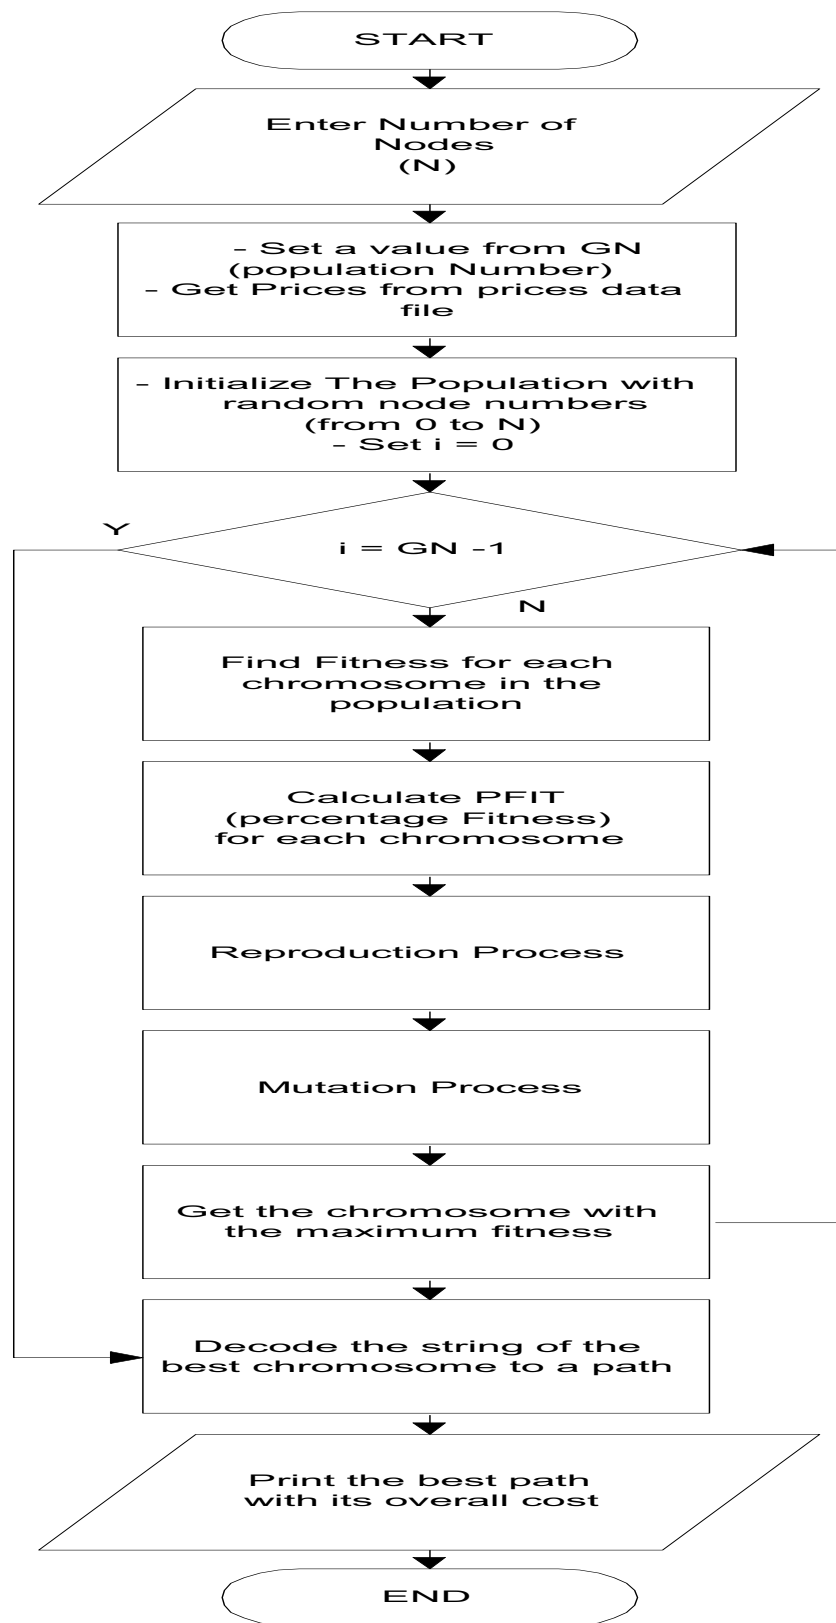 START
Enter Number of
Nodes
(N)
- Set a value from GN
(population Number)
- Get Prices from prices data
file
- Initialize The Population with
random node numbers
(from 0 to N)
- Set i = 0
Y
i = GN -1
N
Find Fitness for each
chromosome in the
population
Calculate PFIT
(percentage Fitness)
for each chromosome
Reproduction Process
Mutation Process
Get the chromosome with
the maximum fitness
Decode the string of the
best chromosome to a path
Print the best path
with its overall cost
END